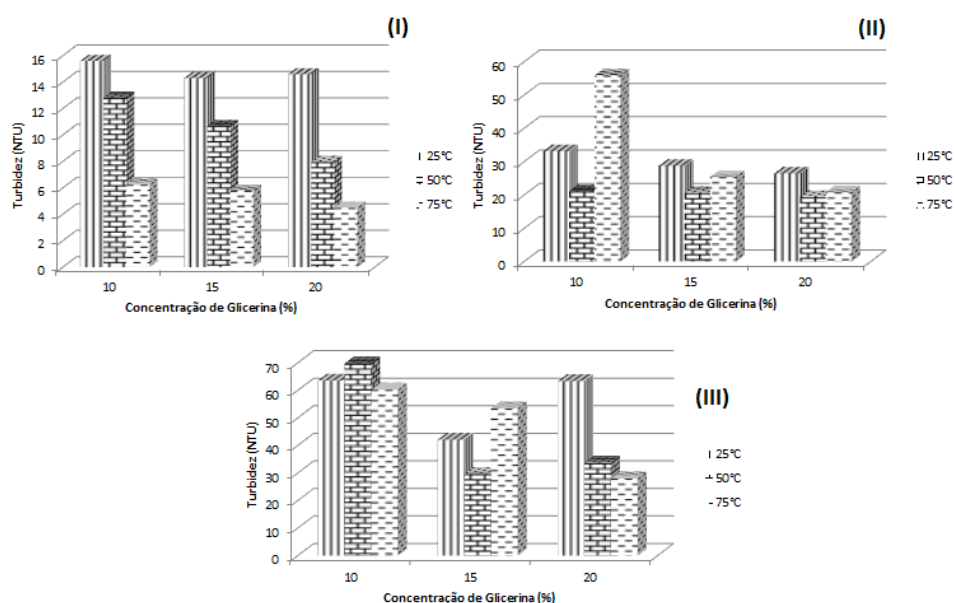 (I)
16
14
12
10
8
6
4
2
0
Turbidez (NTU)
10
15
20
Concentração de Glicerina (%)
25°C
50°C
75°C
(II)
60
50
40
30
20
10
0
Turbidez (NTU)
10
15
20
Concentração de Glicerina (%)
25°C
50°C
75°C
(III)
70
60
50
40
30
20
10
0
Turbidez (NTU)
10
15
20
Concentração de Glicerina (%)
25°C
50°C
75°C